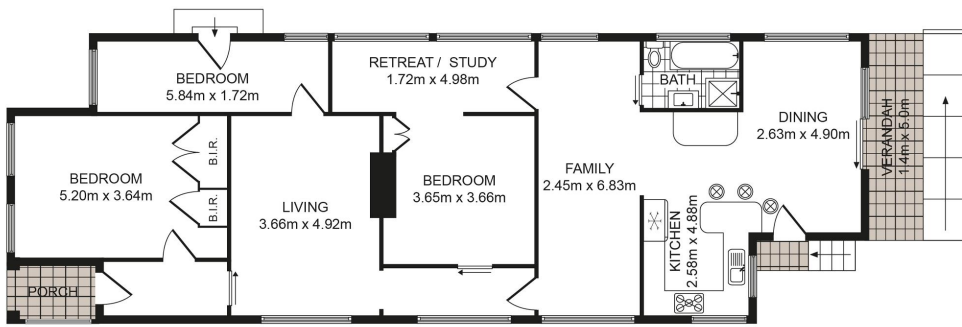 BEDROOM
5.84m x 1.72m
RETREAT / STUDY
1.72m x 4.98m
BATH
DINING
2.63m x 4.90m
VERANDAH
1.4m x 5.0m
BEDROOM
5.20m x 3.64m
B.I.R.
B.I.R.
LIVING
3.66m x 4.92m
BEDROOM
3.65m x 3.66m
FAMILY
2.45m x 6.83m
KITCHEN
2.58m x 4.88m
PORCH